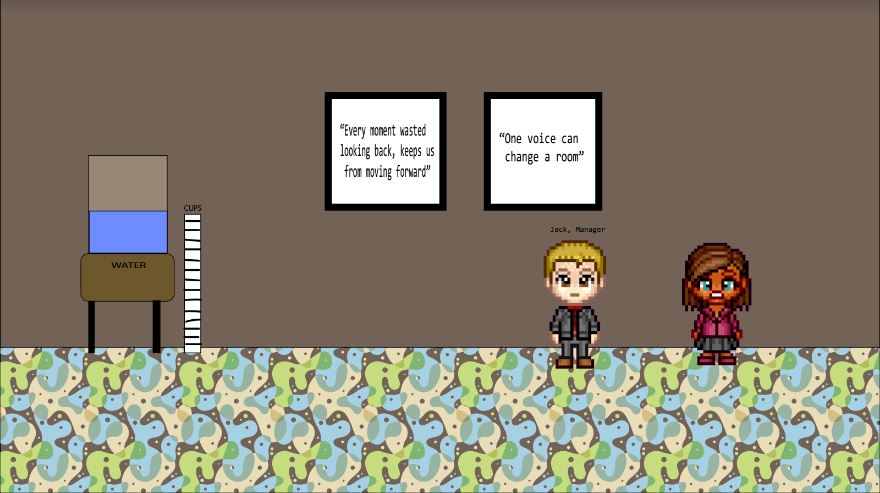 “Every moment wasted
looking back, keeps us
from moving forward”
“One voice can
change a room”
CUPS
Jack, Manager
WATER